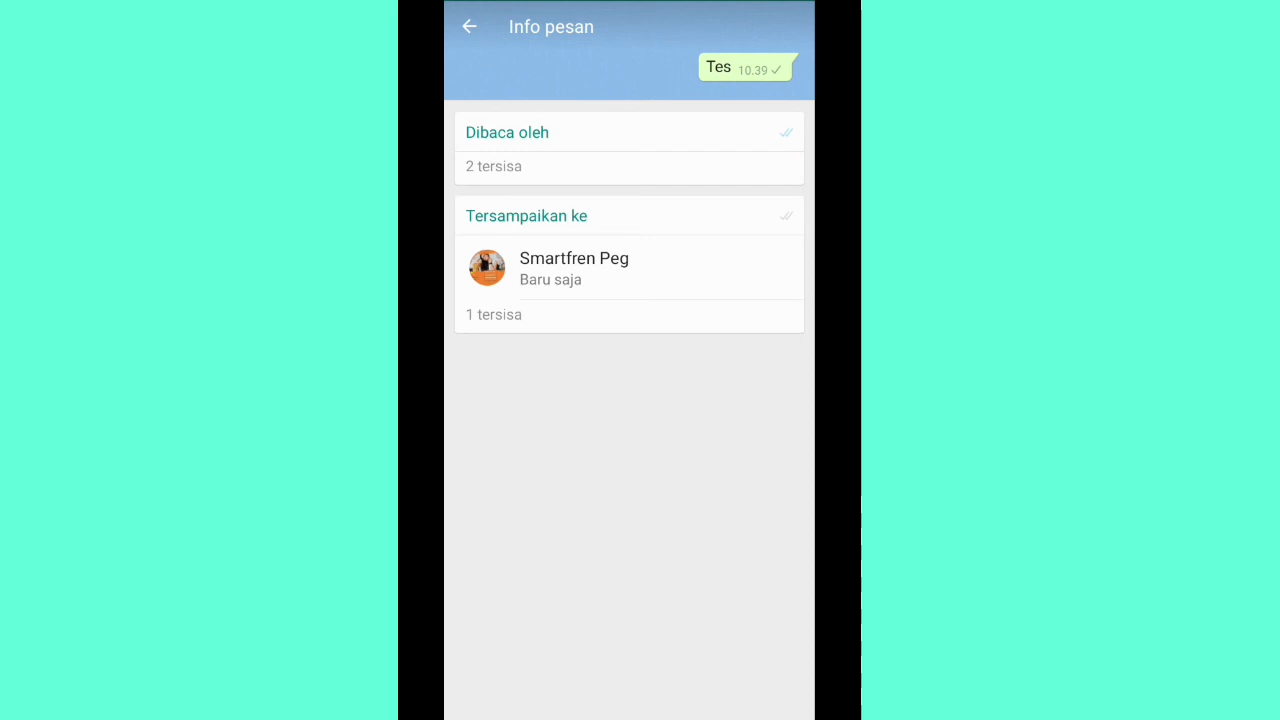 Info pesan
Tes 10.39
Dibaca oleh
2 tersisa
Tersampaikan ke
Smartfren Peg
Baru saja
1 tersisa